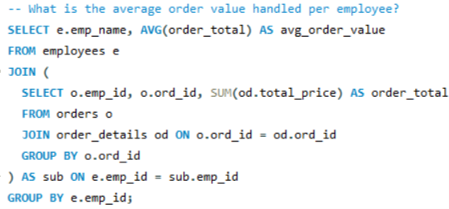 -- What is the average order value handled per employee?
SELECT e.emp_name, AVG(order_total) AS avg_order_value
FROM employees e
JOIN (
SELECT o.emp_id, o.ord_id, SUM(od.total_price) AS order_total
FROM orders o
JOIN order_details od ON o.ord_id = od.ord_id
GROUP BY o.ord_id
) AS sub ON e.emp_id = sub.emp_id
GROUP BY e.emp_id;